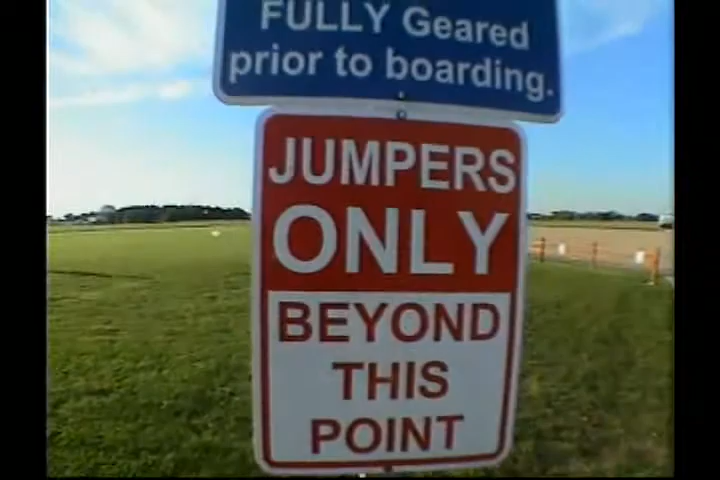 FULLY Geared
prior to boarding.
JUMPERS
ONLY
BEYOND
THIS
POINT